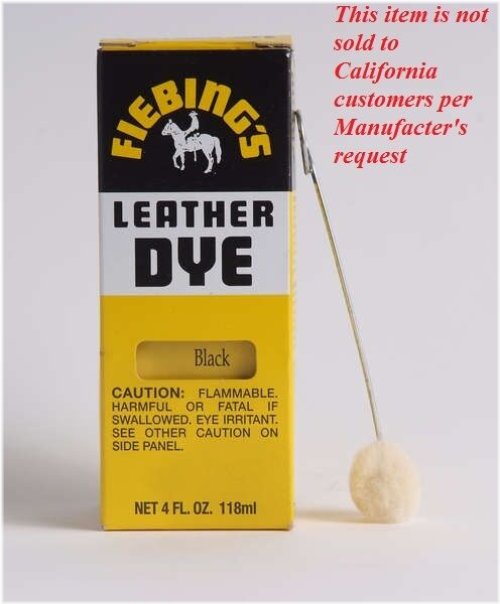 This item is not
sold to
California
customers per
Manufacter's
request
FIEBING'S
LEATHER
DYE
Black
CAUTION: FLAMMABLE.
HARMFUL OR FATAL IF
SWALLOWED. EYE IRRITANT.
SEE OTHER CAUTION ON
SIDE PANEL.
NET 4 FL. OZ. 118ml